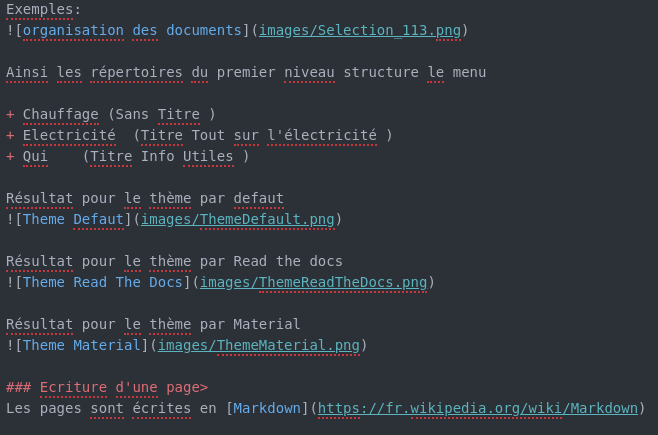 Exemples:
![organisation des documents](images/Selection_113.png)
Ainsi les répertoires du premier niveau structure le menu
+ Chauffage (Sans Titre )
+ Electricité  (Titre Tout sur l'électricité )
+ Qui    (Titre Info Utiles )
Résultat pour le thème par defaut
![Theme Defaut](images/ThemeDefault.png)
Résultat pour le thème par Read the docs
![Theme Read The Docs](images/ThemeReadTheDocs.png)
Résultat pour le thème par Material
![Theme Material](images/ThemeMaterial.png)
### Ecriture d'une page>
Les pages sont écrites en [Markdown](https://fr.wikipedia.org/wiki/Markdown)